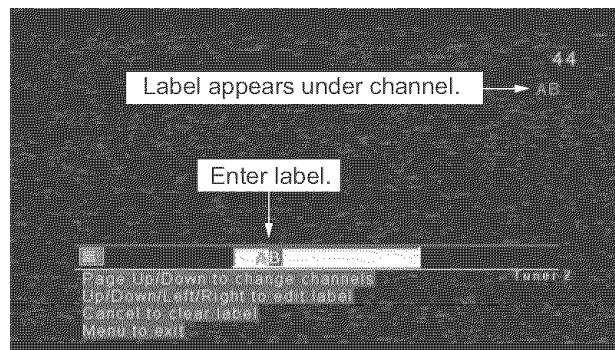 44
Label appears under channel.
AB
Enter label.
AB
Page Up/Down to change channels
Tuner 2
Up/Down/Left/Right to edit label
Cancel to clear label
Menu to exit